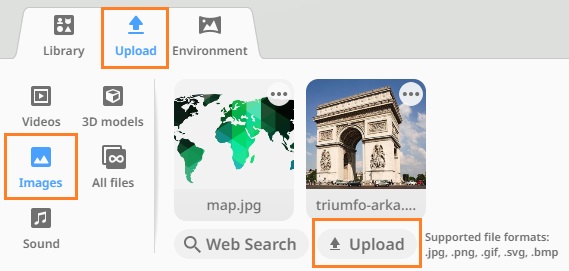 Library
Upload
Environment
Videos
3D models
Images
All files
Sound
map.jpg
triumfo-arka....
Web Search
Upload
Supported file formats:
.jpg, .png, .gif, .svg, .bmp